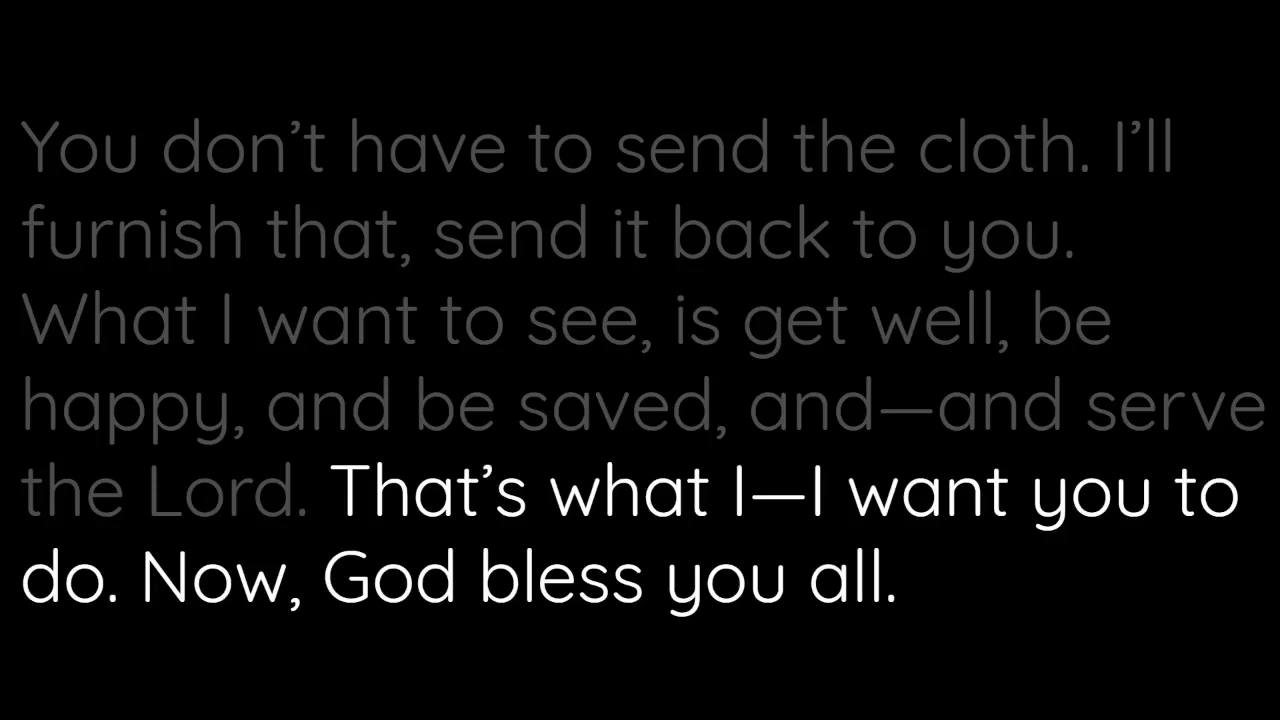 You don’t have to send the cloth. I’ll
furnish that, send it back to you.
What I want to see, is get well, be
happy, and be saved, and—and serve
the Lord. That’s what I—I want you to
do. Now, God bless you all.